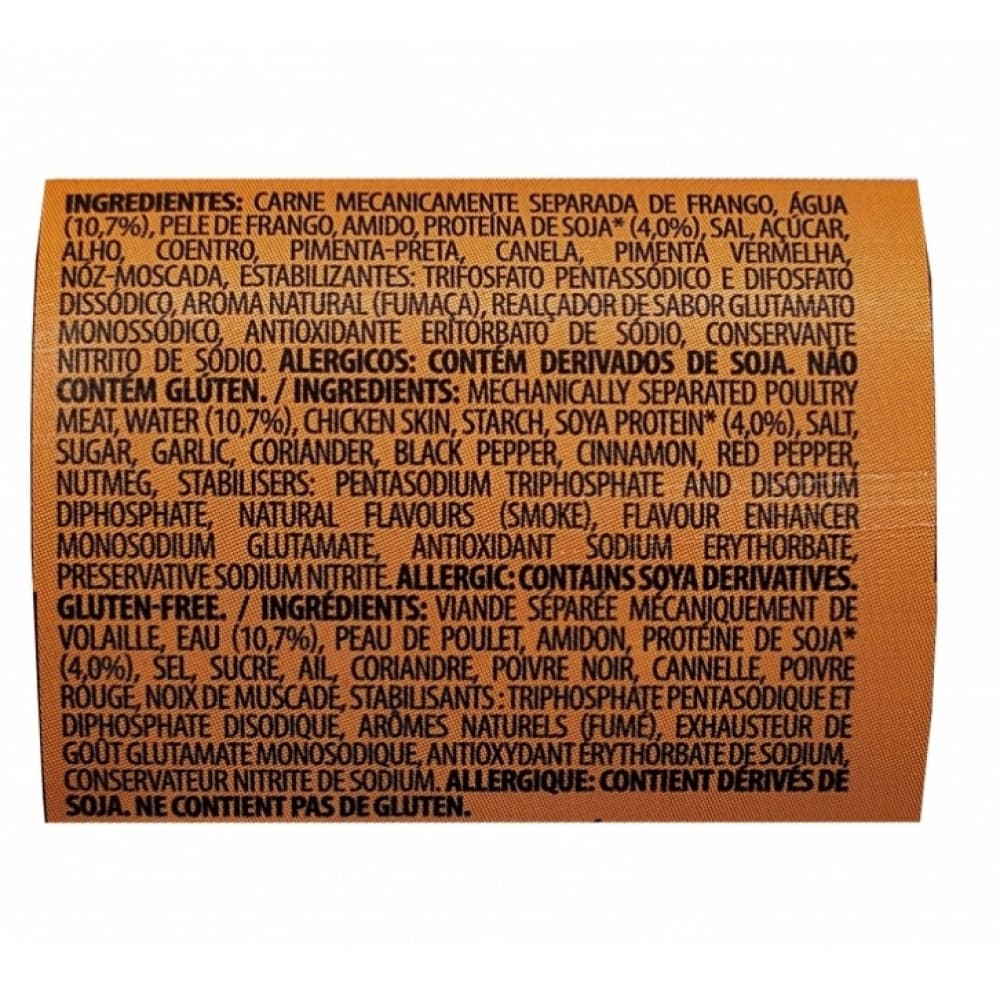 INGREDIENTES: CARNE MECANICAMENTE SEPARADA DE FRANGO, ÁGUA
(10,7%), PELE DE FRANGO, AMIDO, PROTEÍNA DE SOJA* (4,0%), SAL, AÇÚCAR,
ALHO, COENTRO, PIMENTA-PRETA, CANELA, PIMENTA VERMELHA,
NÓZ-MOSCADA, ESTABILIZANTES: TRIFOSFATO PENTASSÓDICO E DIFOSFATO
DISSÓDICO, AROMA NATURAL (FUMAÇA), REALÇADOR DE SABOR GLUTAMATO
MONOSSÓDICO, ANTIOXIDANTE ERITORBATO DE SÓDIO, CONSERVANTE
NITRITO DE SÓDIO. ALERGICOS: CONTÉM DERIVADOS DE SOJA. NÃO
CONTÉM GLÚTEN. / INGREDIENTS: MECHANICALLY SEPARATED POULTRY
MEAT, WATER (10,7%), CHICKEN SKIN, STARCH, SOYA PROTEIN* (4,0%), SALT,
SUGAR, GARLIC, CORIANDER, BLACK PEPPER, CINNAMON, RED PEPPER,
NUTMEG, STABILISERS: PENTASODIUM TRIPHOSPHATE AND DISODIUM
DIPHOSPHATE, NATURAL FLAVOURS (SMOKE), FLAVOUR ENHANCER
MONOSODIUM GLUTAMATE, ANTIOXIDANT SODIUM ERYTHORBATE,
PRESERVATIVE SODIUM NITRITE. ALLERGIC: CONTAINS SOYA DERIVATIVES.
GLUTEN-FREE. / INGRÉDIENTS: VIANDE SÉPARÉE MÉCANIQUEMENT DE
VOLAILLE, EAU (10,7%), PEAU DE POULET, AMIDON, PROTÉINE DE SOJA*
(4,0%), SEL, SUCRE, AIL, CORIANDRE, POIVRE NOIR, CANNELLE, POIVRE
ROUGE, NOIX DE MUSCADE, STABILISANTS : TRIPHOSPHATE PENTASODIQUE ET
DIPHOSPHATE DISODIQUE, ARÔMES NATURELS (FUMÉ), EXHAUSTEUR DE
GOÛT GLUTAMATE MONOSODIQUE, ANTIOXYDANT ÉRYTHORBATE DE SODIUM,
CONSERVATEUR NITRITE DE SODIUM. ALLERGIQUE: CONTIENT DÉRIVÉS DE
SOJA. NE CONTIENT PAS DE GLUTEN.